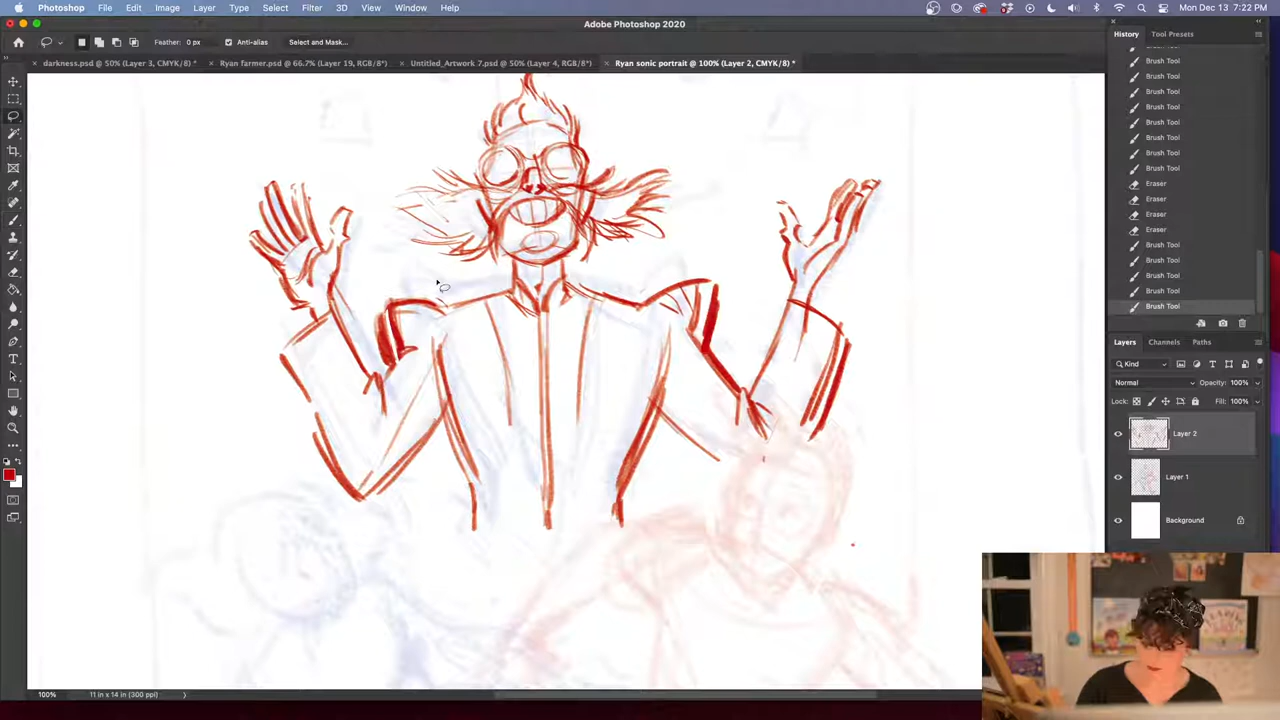 Photoshop File Edit Image Layer Type Select Filter 3D View Window Help Mon Dec 13 7:22 PM
Adobe Photoshop 2020
Feather: 0 px Anti-alias Select and Mask...
darkness.psd @ 50% (Layer 3, CMYK/8) * Ryan farmer.psd @ 66.7% (Layer 19, RGB/8*) Untitled_Artwork 7.psd @ 50% (Layer 4, RGB/8*) Ryan sonic portrait @ 100% (Layer 2, CMYK/8) *
History Tool Presets
Brush Tool
Brush Tool
Brush Tool
Brush Tool
Brush Tool
Brush Tool
Brush Tool
Brush Tool
Eraser
Eraser
Eraser
Eraser
Brush Tool
Brush Tool
Brush Tool
Brush Tool
Brush Tool
Layers Channels Paths
Kind
Normal Opacity: 100%
Lock: Fill: 100%
Layer 2
Layer 1
Background
100% 11 in x 14 in (300 ppi)